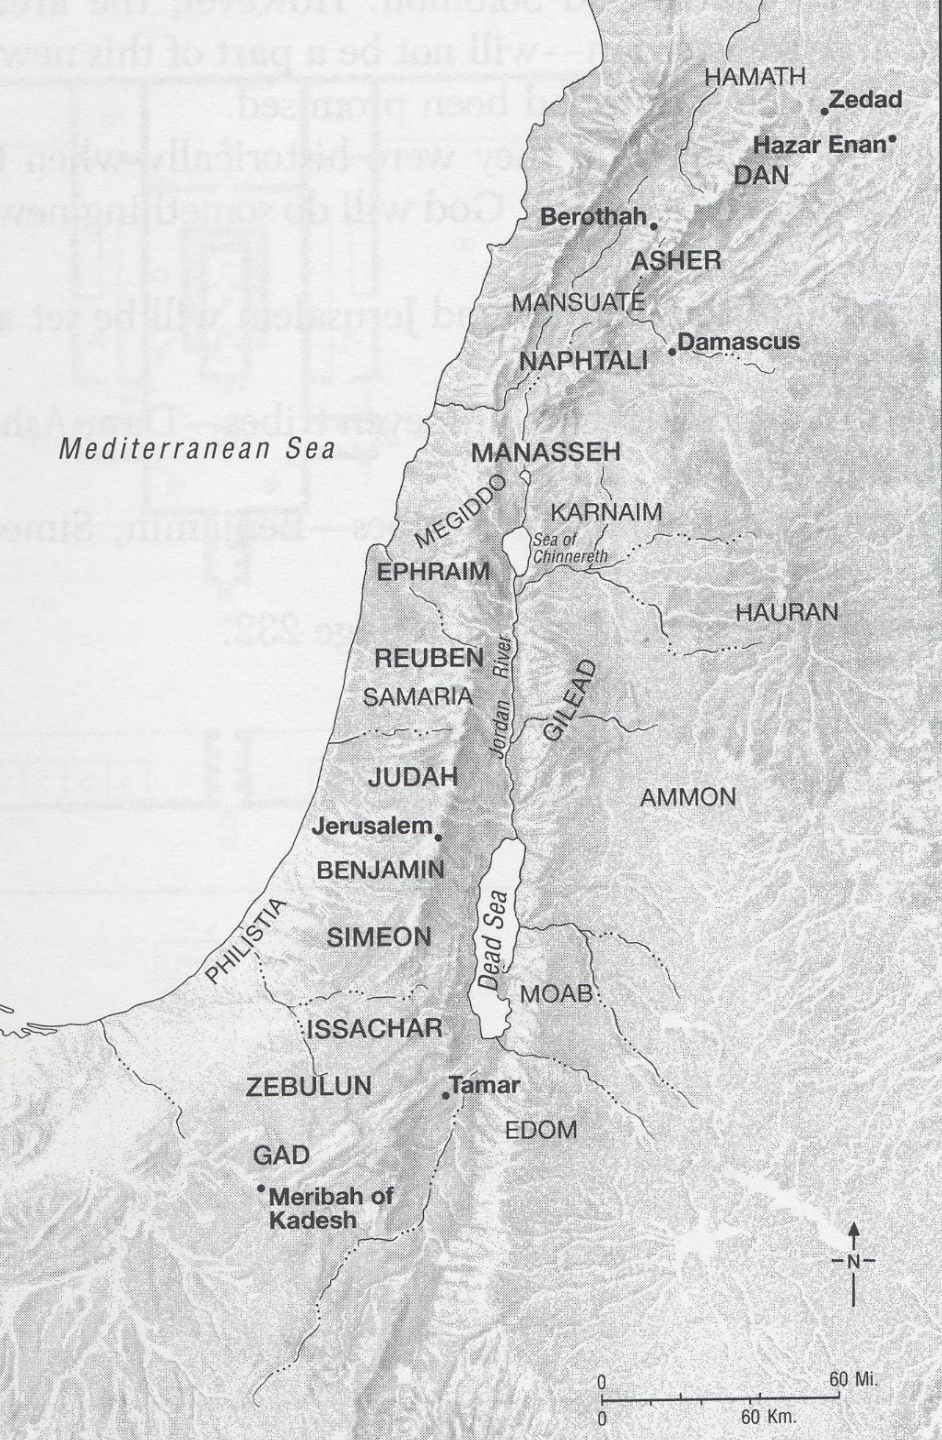 HAMATH
Zedad
Hazar Enan
DAN
Berothah
ASHER
MANSUATE
Damascus
NAPHTALI
Mediterranean Sea
MANASSEH
MEGIDDO
KARNAIM
Sea of
Chinnereth
EPHRAIM
HAURAN
REUBEN
Jordan River
GILEAD
SAMARIA
JUDAH
AMMON
Jerusalem
BENJAMIN
Dead Sea
PHILISTIA
SIMEON
MOAB
ISSACHAR
ZEBULUN
Tamar
EDOM
GAD
Meribah of
Kadesh
N
0 60 Mi.
0 60 Km.